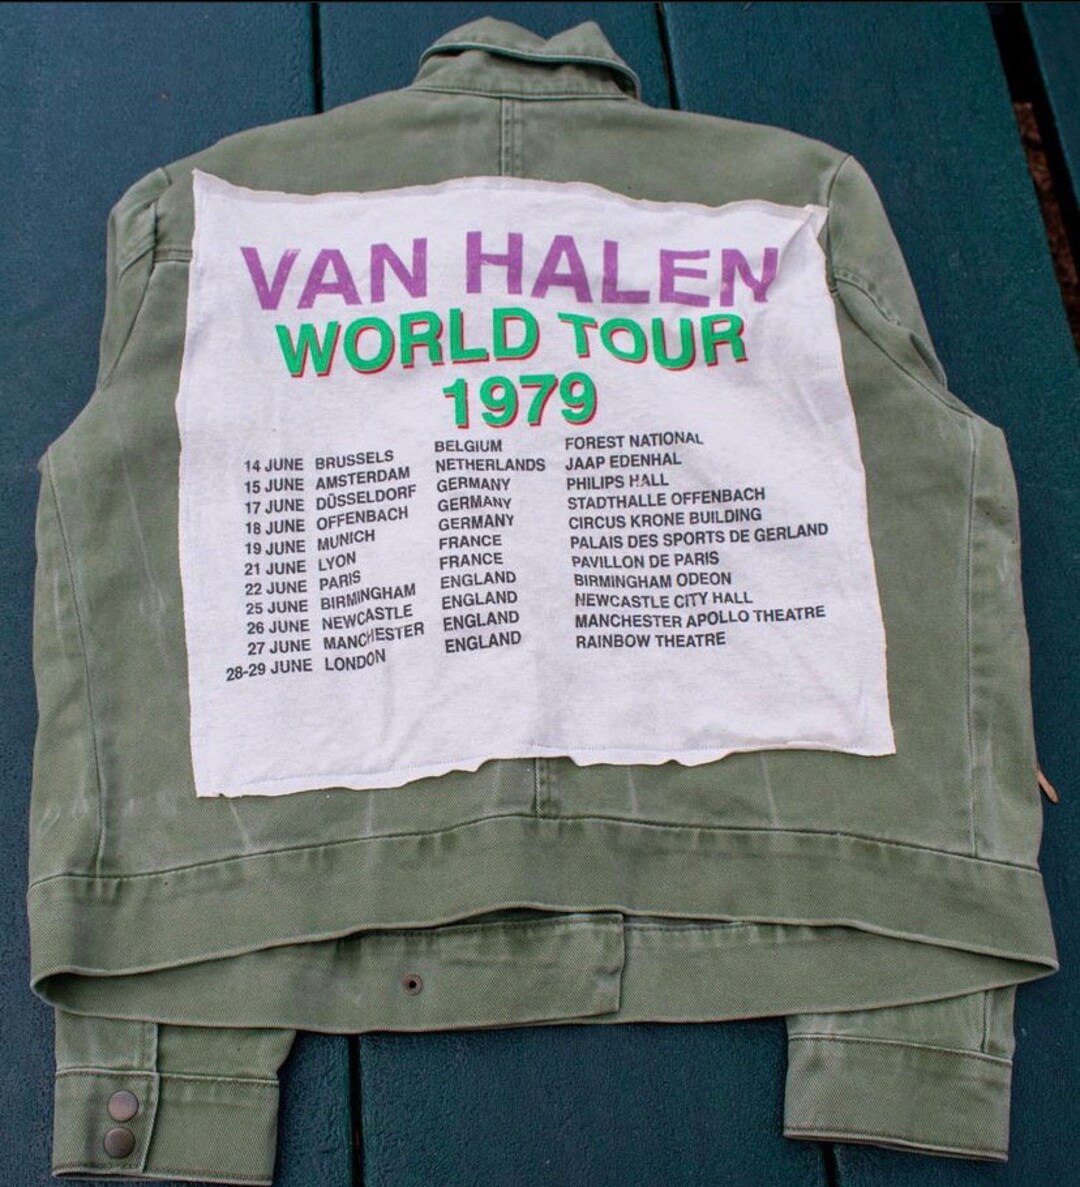 VAN HALEN
WORLD TOUR
1979
14 JUNE BRUSSELS BELGIUM FOREST NATIONAL
15 JUNE AMSTERDAM NETHERLANDS JAAP EDENHAL
17 JUNE DÜSSELDORF GERMANY PHILIPS HALL
18 JUNE OFFENBACH GERMANY STADTHALLE OFFENBACH
19 JUNE MUNICH GERMANY CIRCUS KRONE BUILDING
21 JUNE LYON FRANCE PALAIS DES SPORTS DE GERLAND
22 JUNE PARIS FRANCE PAVILLON DE PARIS
25 JUNE BIRMINGHAM ENGLAND BIRMINGHAM ODEON
26 JUNE NEWCASTLE ENGLAND NEWCASTLE CITY HALL
27 JUNE MANCHESTER ENGLAND MANCHESTER APOLLO THEATRE
28-29 JUNE LONDON ENGLAND RAINBOW THEATRE